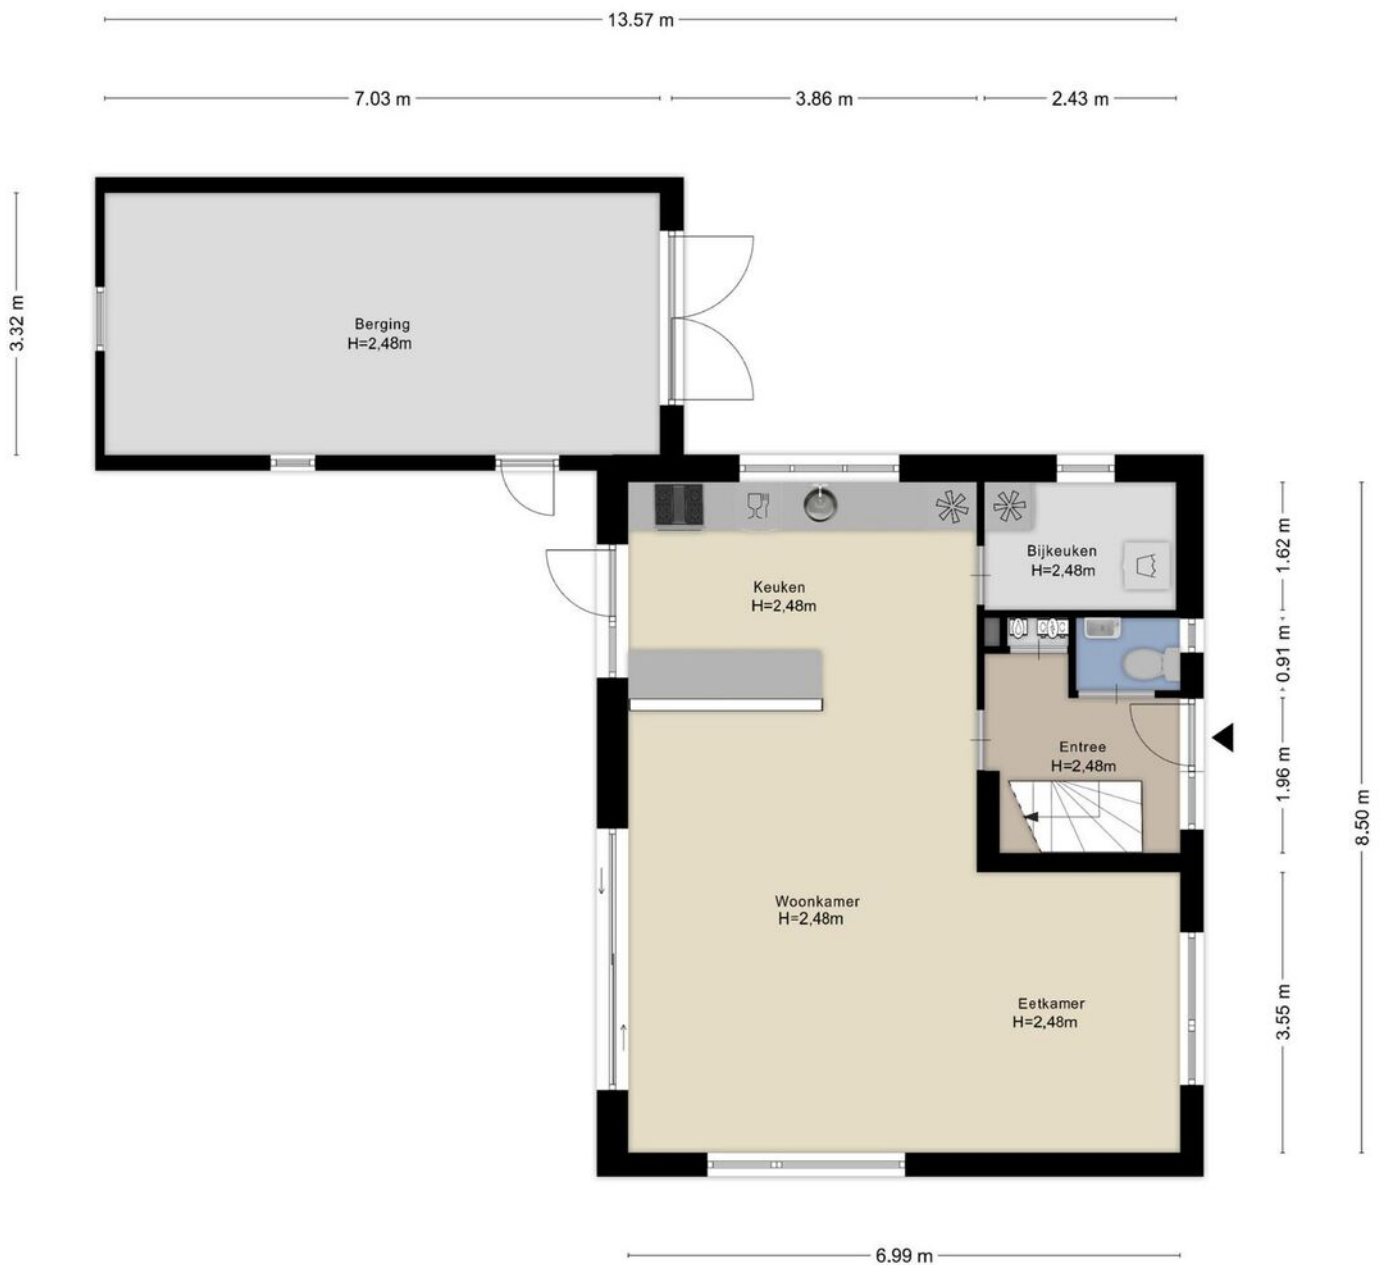 13.57 m
7.03 m
3.86 m
2.43 m
3.32 m
Berging
H=2,48m
Keuken
H=2,48m
Bijkeuken
H=2,48m
1.62 m
0.91 m
Entree
H=2,48m
1.96 m
8.50 m
Woonkamer
H=2,48m
Eetkamer
H=2,48m
3.55 m
6.99 m